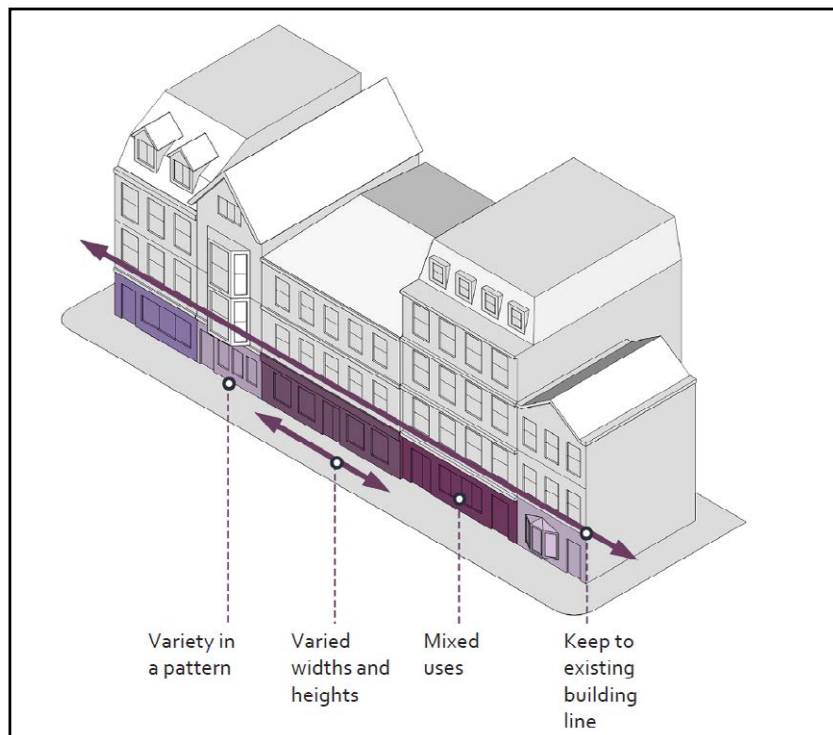 Variety in
a pattern
Varied
widths and
heights
Mixed
uses
Keep to
existing
building
line